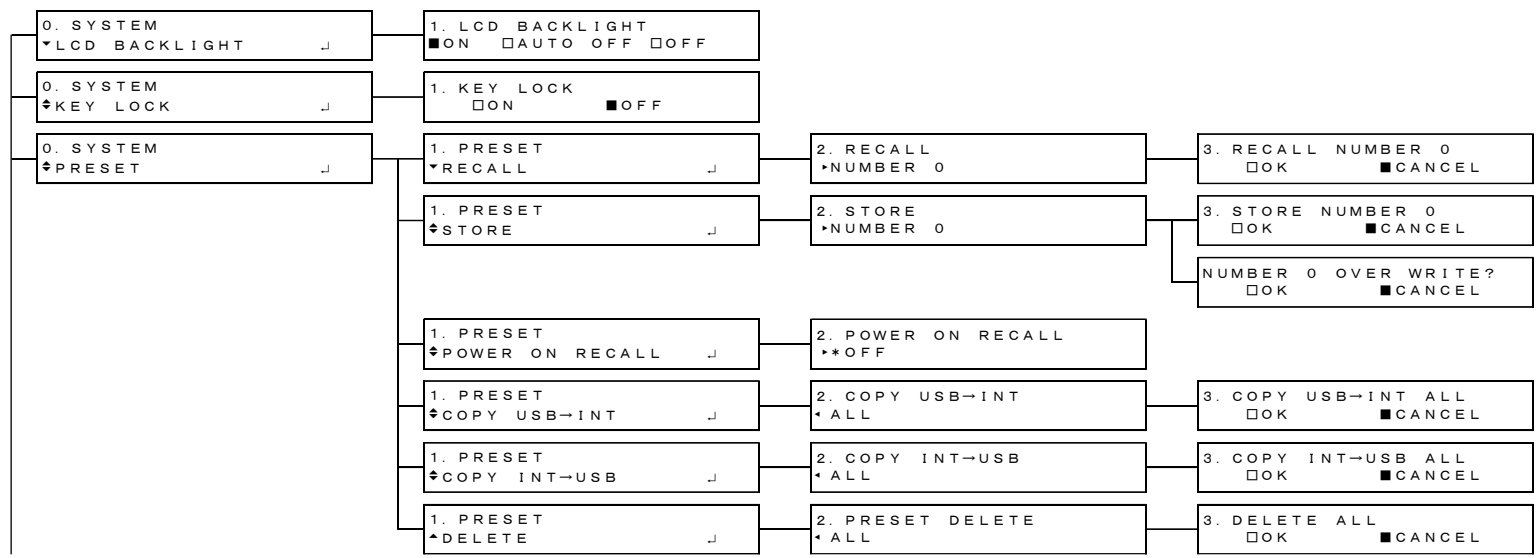 0. SYSTEM
▾LCD BACKLIGHT ↵
1. LCD BACKLIGHT
■ON □AUTO OFF □OFF
0. SYSTEM
♦KEY LOCK ↵
1. KEY LOCK
□ON ■OFF
0. SYSTEM
♦PRESET ↵
1. PRESET
▾RECALL ↵
2. RECALL
▸NUMBER 0
3. RECALL NUMBER 0
□OK ■CANCEL
1. PRESET
♦STORE ↵
2. STORE
▸NUMBER 0
3. STORE NUMBER 0
□OK ■CANCEL
NUMBER 0 OVER WRITE?
□OK ■CANCEL
1. PRESET
♦POWER ON RECALL ↵
2. POWER ON RECALL
▸*OFF
1. PRESET
♦COPY USB→INT ↵
2. COPY USB→INT
◂ ALL
3. COPY USB→INT ALL
□OK ■CANCEL
1. PRESET
♦COPY INT→USB ↵
2. COPY INT→USB
◂ ALL
3. COPY INT→USB ALL
□OK ■CANCEL
1. PRESET
▴DELETE ↵
2. PRESET DELETE
◂ ALL
3. DELETE ALL
□OK ■CANCEL